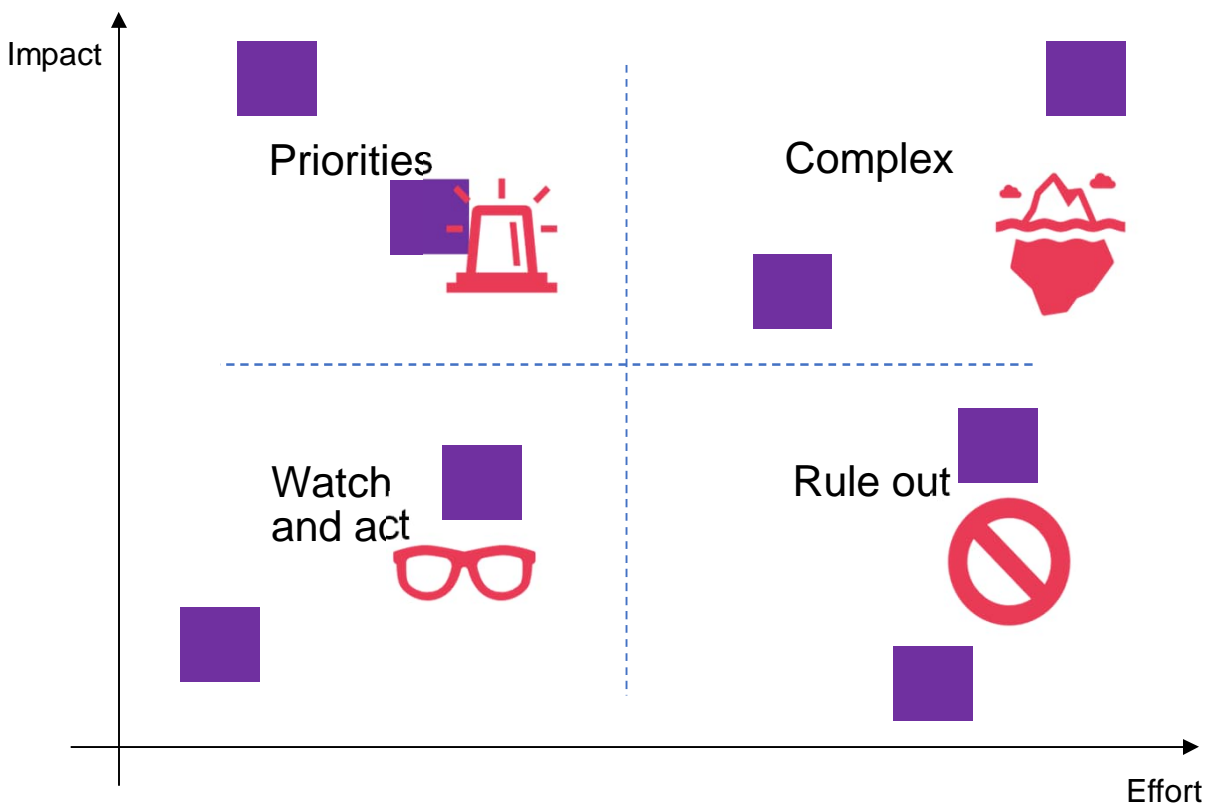 Impact
Priorities
Complex
Watch
and act
Rule out
Effort